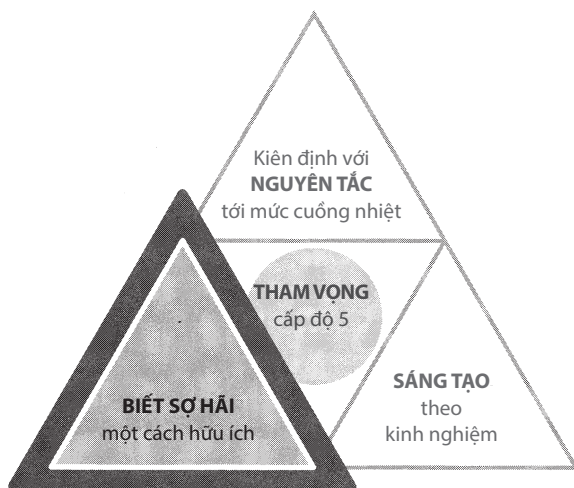 Kiên định với
NGUYÊN TẮC
tới mức cuồng nhiệt
THAM VỌNG
cấp độ 5
BIẾT SỢ HÃI
một cách hữu ích
SÁNG TẠO
theo
kinh nghiệm